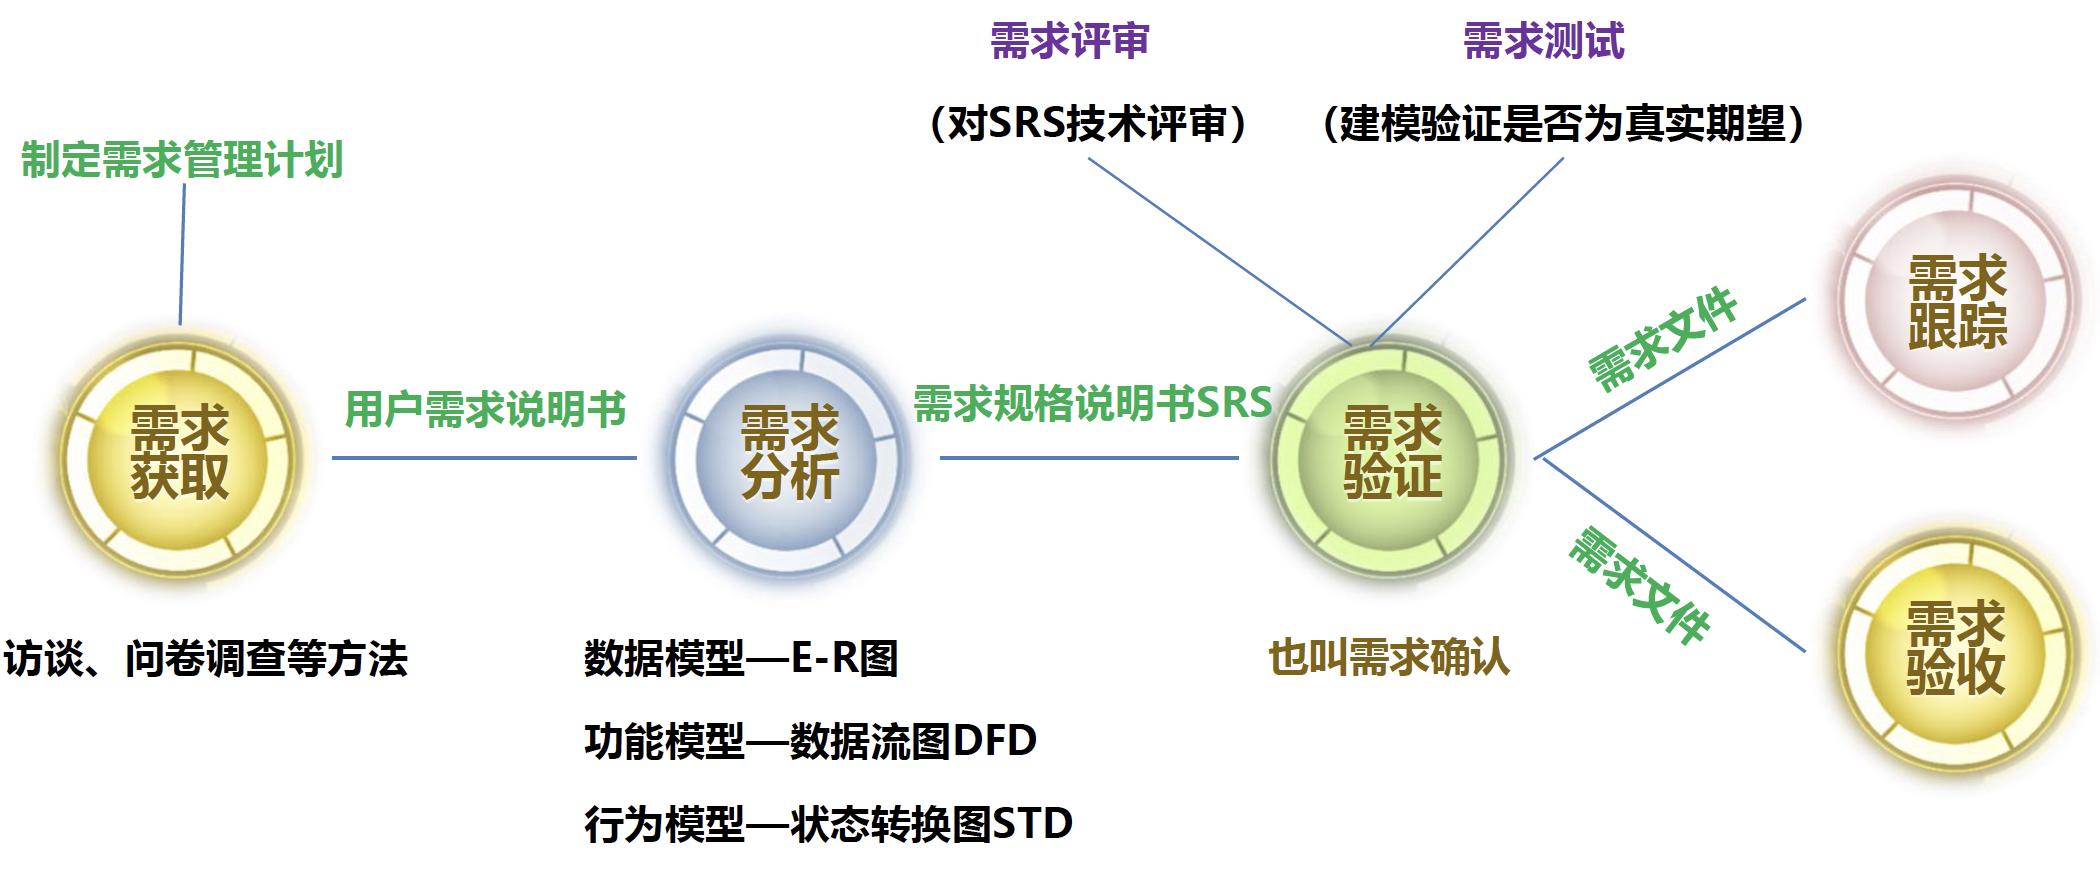 需求评审
需求测试
（对SRS技术评审）
（建模验证是否为真实期望）
制定需求管理计划
需求
获取
用户需求说明书
需求
分析
需求规格说明书SRS
需求
验证
需求文件
需求
跟踪
需求文件
需求
验收
访谈、问卷调查等方法
数据模型—E-R图
功能模型—数据流图DFD
行为模型—状态转换图STD
也叫需求确认